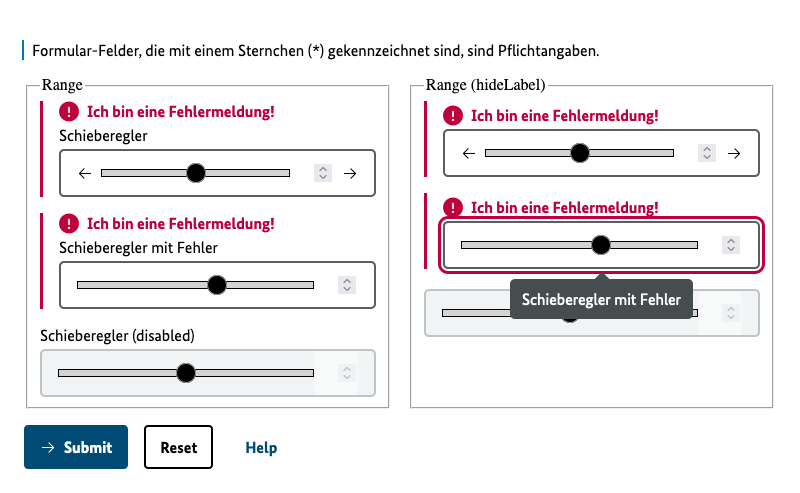 Formular-Felder, die mit einem Sternchen (*) gekennzeichnet sind, sind Pflichtangaben.
Range
Ich bin eine Fehlermeldung!
Schieberegler
Ich bin eine Fehlermeldung!
Schieberegler mit Fehler
Schieberegler (disabled)
Range (hideLabel)
Ich bin eine Fehlermeldung!
Ich bin eine Fehlermeldung!
Schieberegler mit Fehler
Submit
Reset
Help